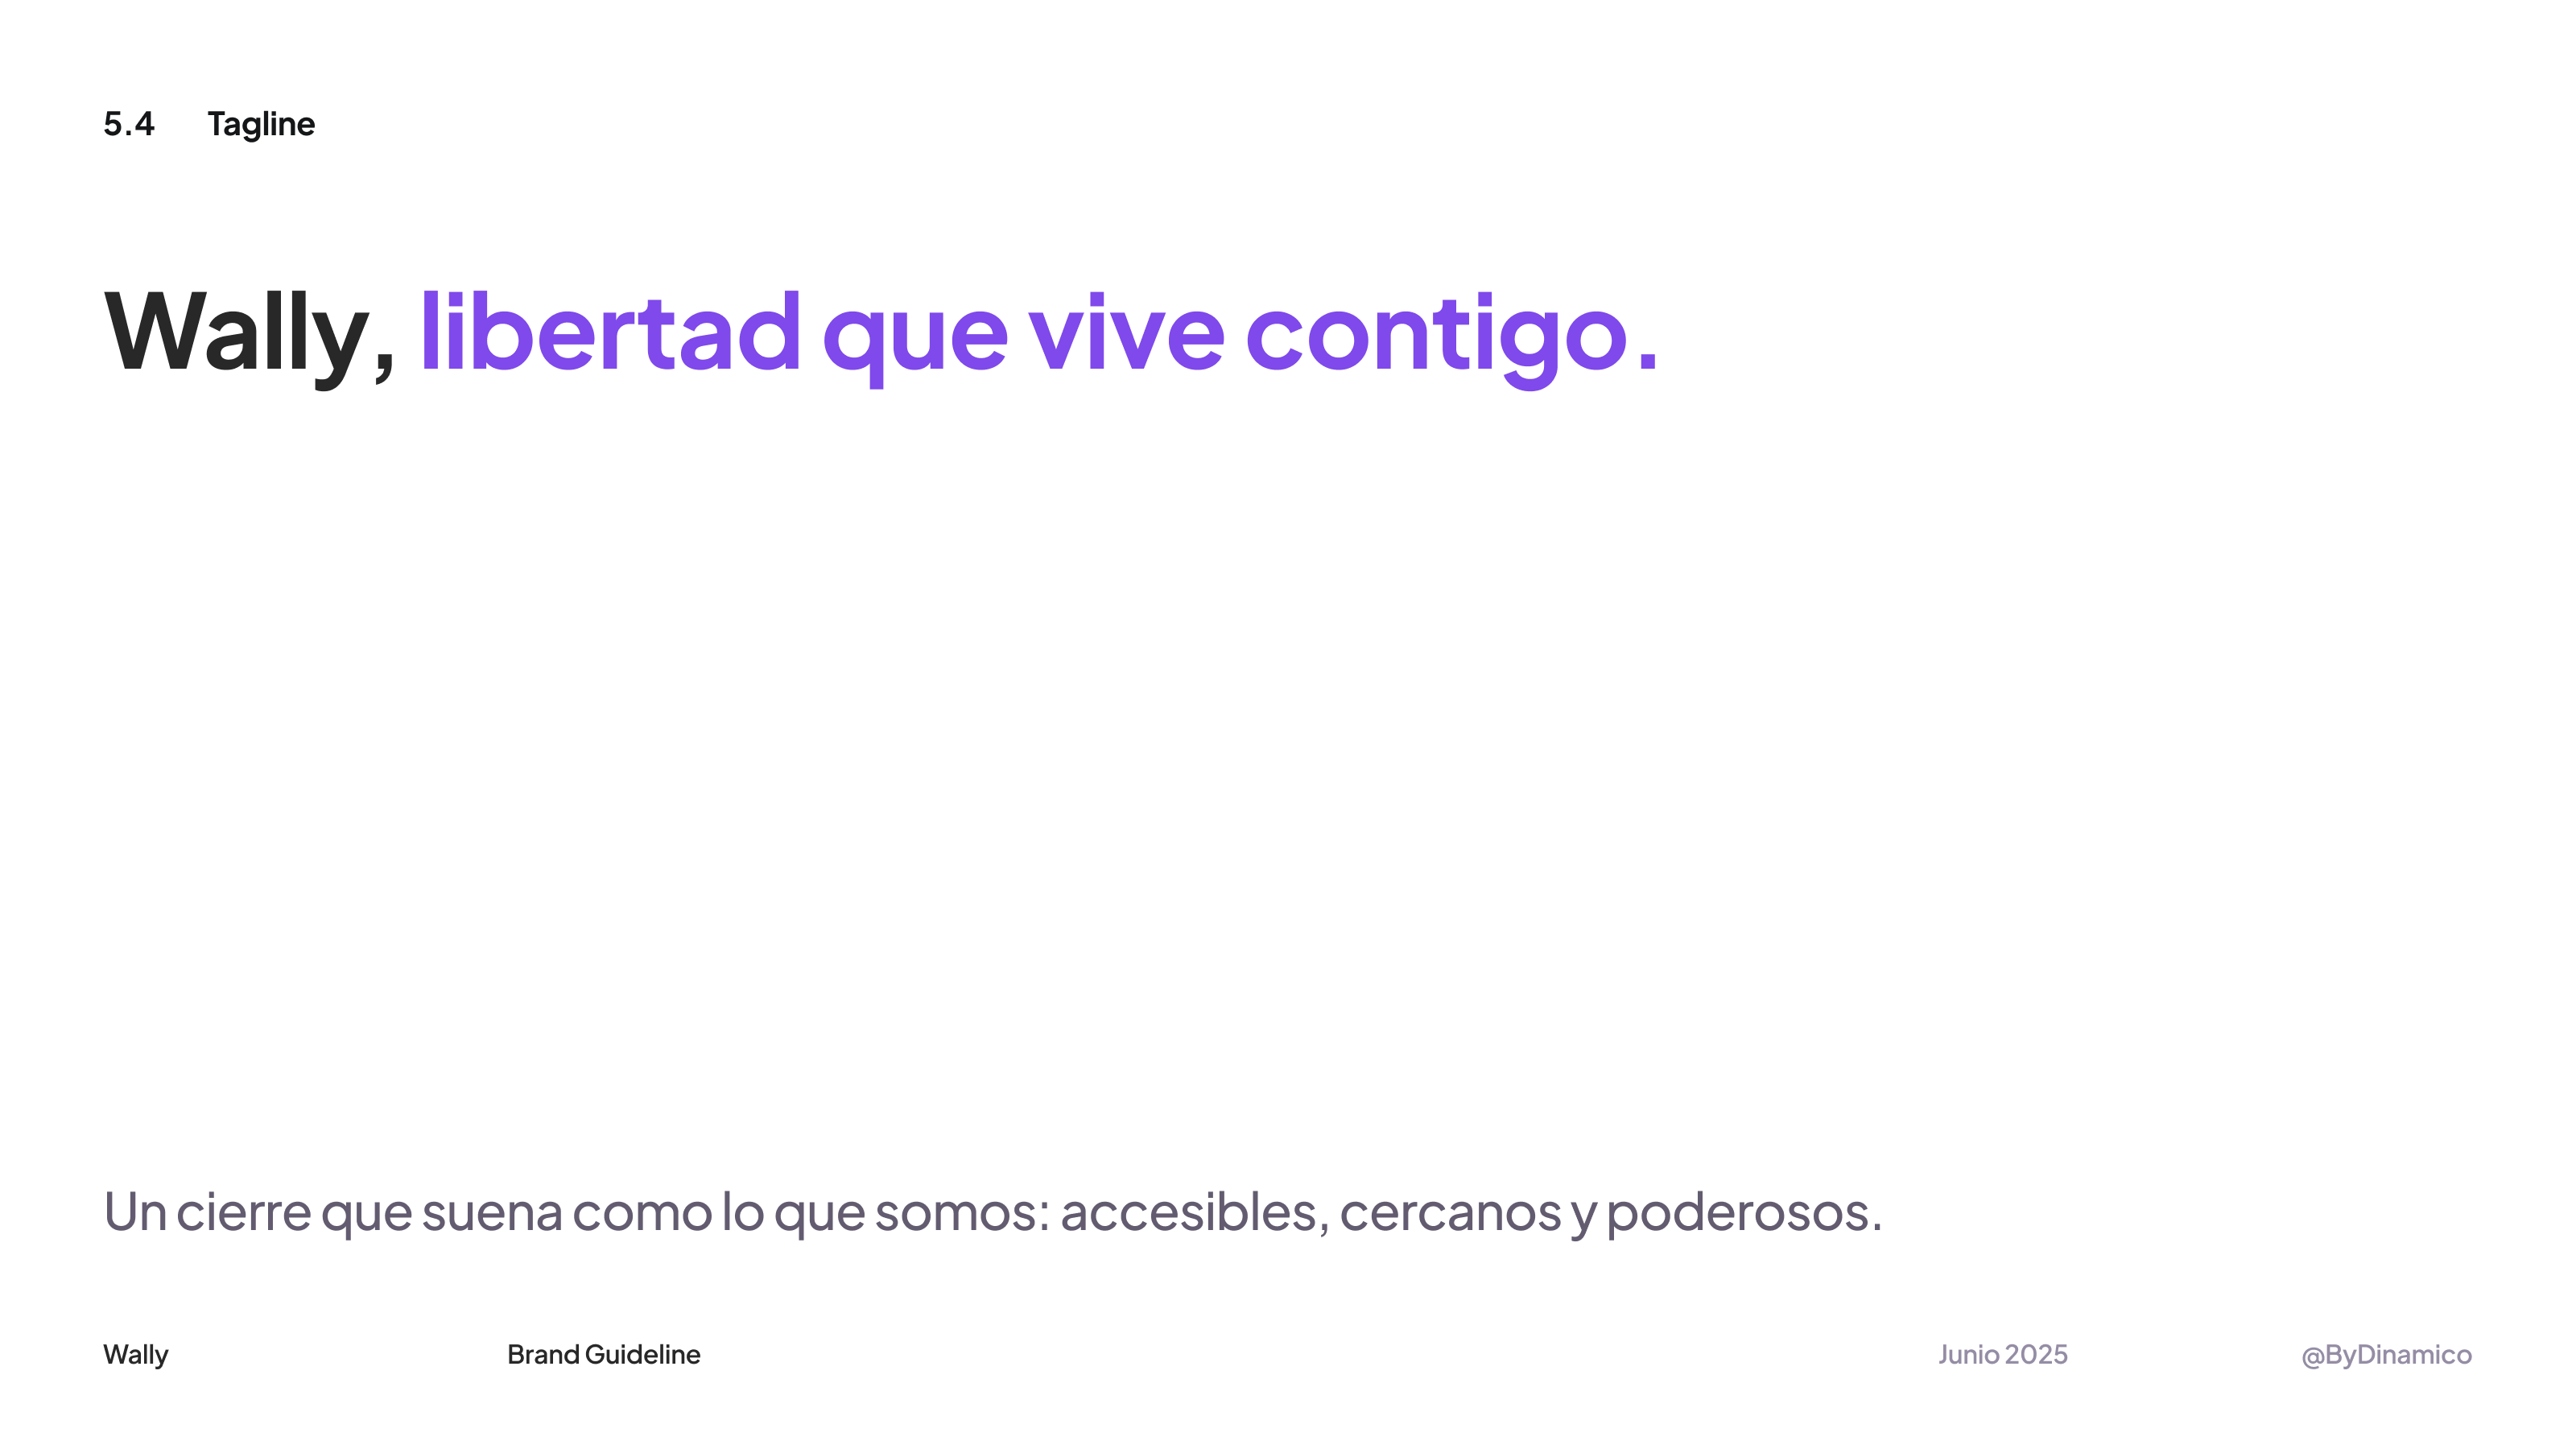 5.4 Tagline
Wally, libertad que vive contigo.
Un cierre que suena como lo que somos: accesibles, cercanos y poderosos.
Wally Brand Guideline Junio 2025 @ByDinamico